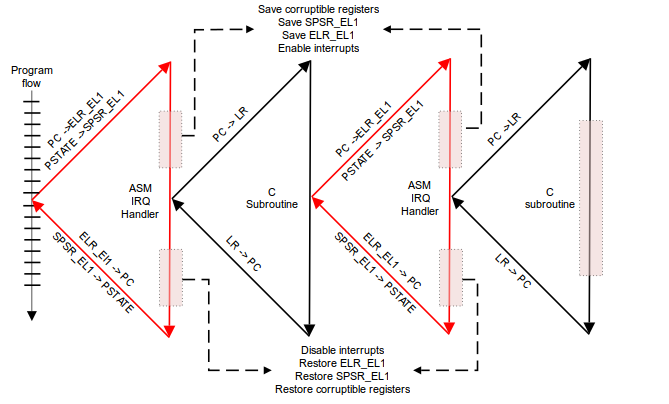 Save corruptible registers
Save SPSR_EL1
Save ELR_EL1
Enable interrupts
Program
flow
PC ->ELR_EL1
PSTATE -> SPSR_EL1
ASM
IRQ
Handler
ELR_El1 -> PC
SPSR_EL1 -> PSTATE
PC -> LR
C
Subroutine
LR -> PC
PC ->ELR_EL1
PSTATE -> SPSR_EL1
ASM
IRQ
Handler
ELR_EL1 -> PC
SPSR_EL1 -> PSTATE
PC ->LR
C
subroutine
LR -> PC
Disable interrupts
Restore ELR_EL1
Restore SPSR_EL1
Restore corruptible registers